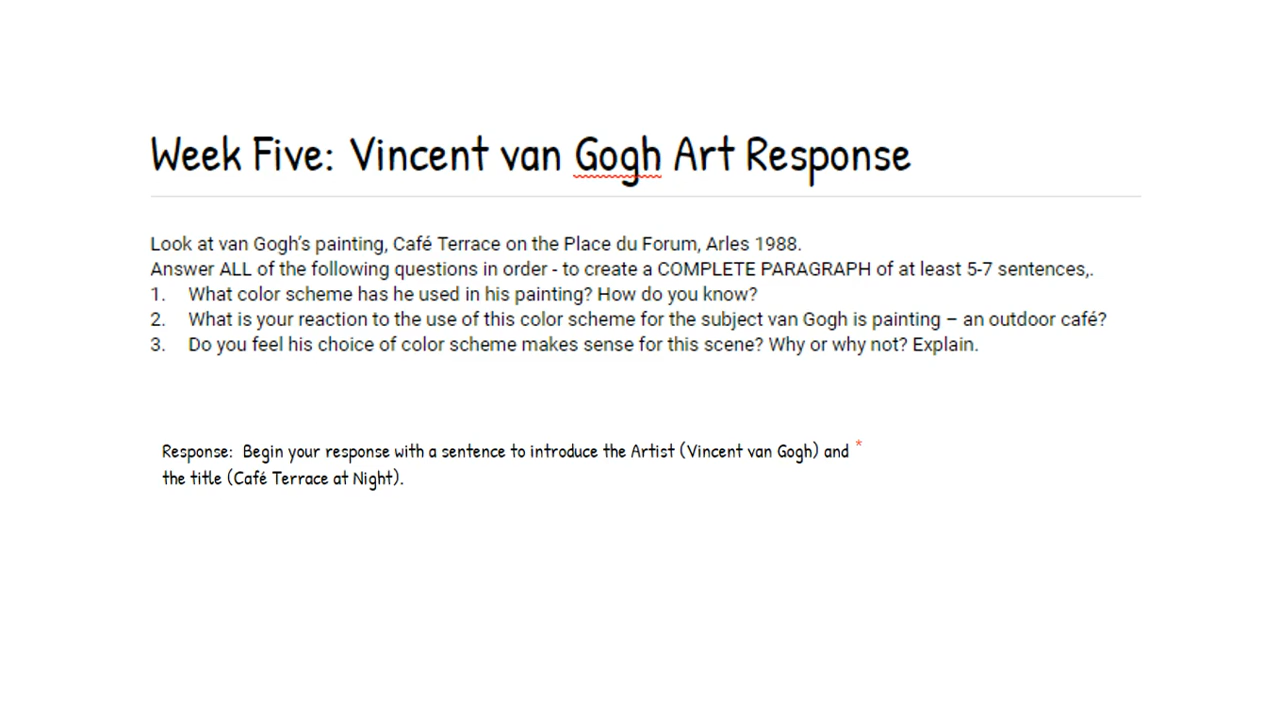 Week Five: Vincent van Gogh Art Response
Look at van Gogh's painting, Café Terrace on the Place du Forum, Arles 1988.
Answer ALL of the following questions in order - to create a COMPLETE PARAGRAPH of at least 5-7 sentences,.
1. What color scheme has he used in his painting? How do you know?
2. What is your reaction to the use of this color scheme for the subject van Gogh is painting – an outdoor café?
3. Do you feel his choice of color scheme makes sense for this scene? Why or why not? Explain.
Response: Begin your response with a sentence to introduce the Artist (Vincent van Gogh) and *
the title (Café Terrace at Night).